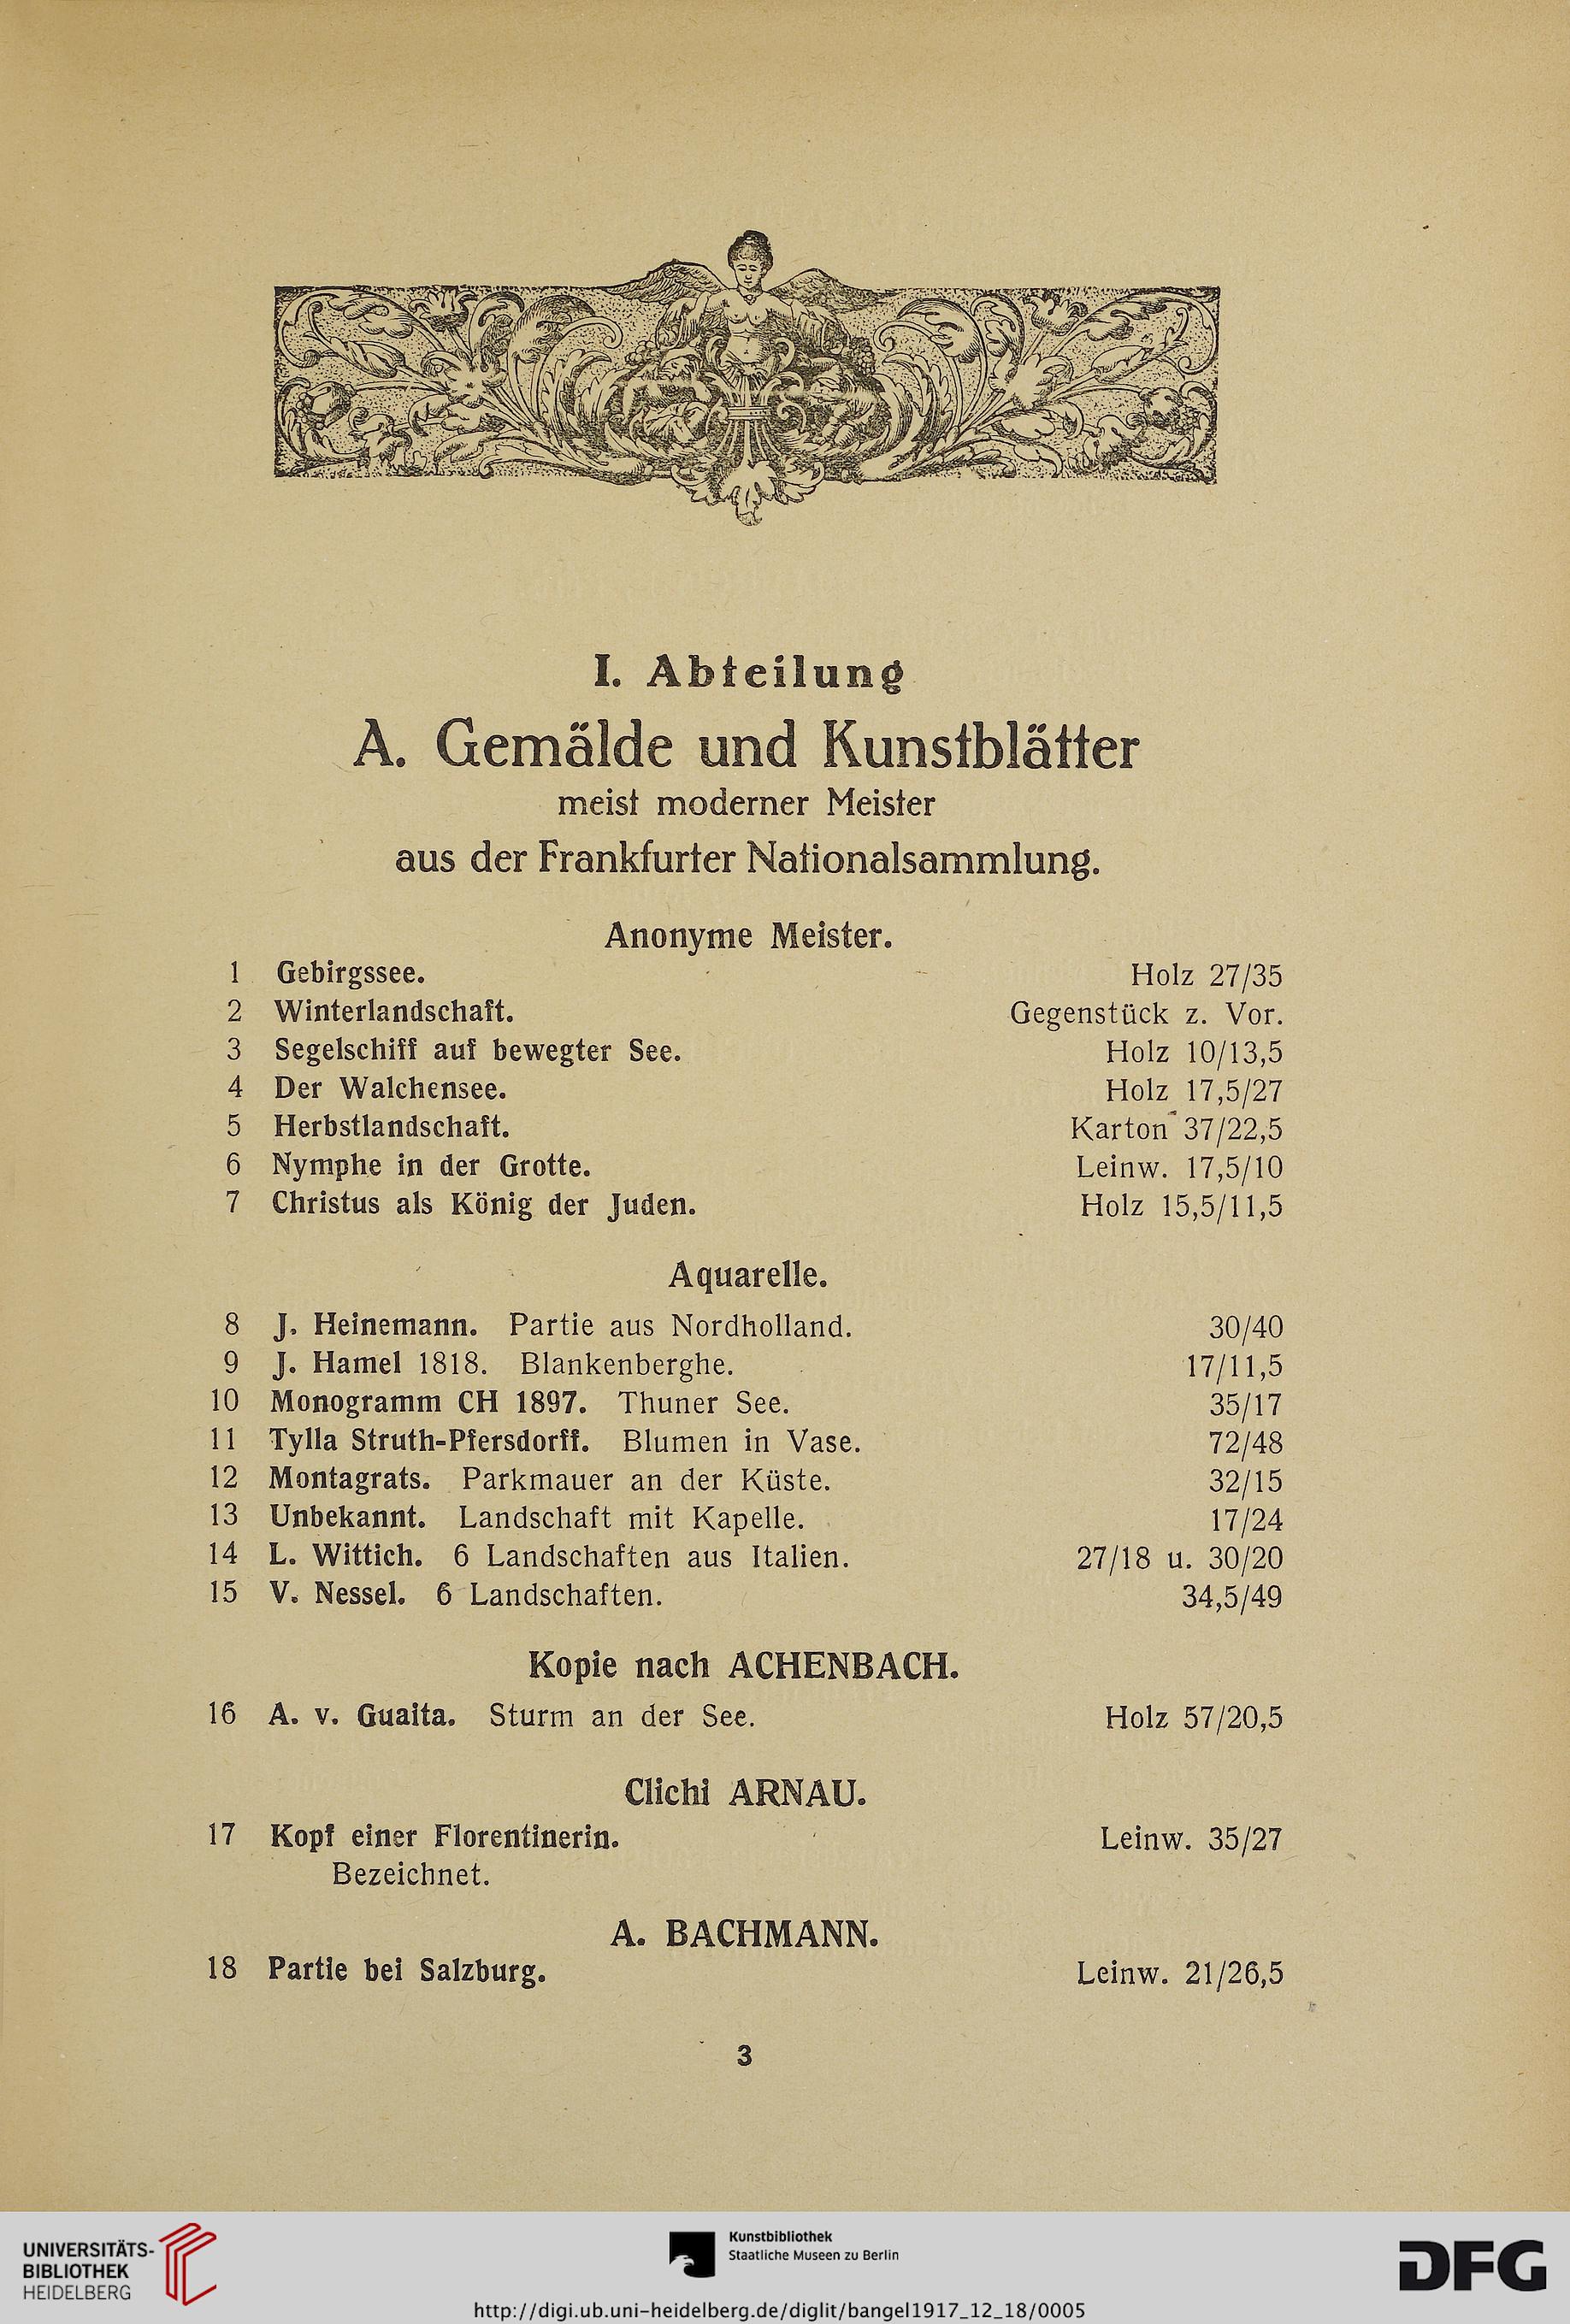 I. Abteilung
A. Gemälde und Kunstblätter
meist moderner Meister
aus der Frankfurter Nationalsammlung.
Anonyme Meister.
1 Gebirgssee. Holz 27/35
2 Winterlandschaft. Gegenstück z. Vor.
3 Segelschiff auf bewegter See. Holz 10/13,5
4 Der Walchensee. Holz 17,5/27
5 Herbstlandschaft. Karton 37/22,5
6 Nymphe in der Grotte. Leinw. 17,5/10
7 Christus als König der Juden. Holz 15,5/11,5
Aquarelle.
8 J. Heinemann. Partie aus Nordholland. 30/40
9 J. Hamel 1818. Blankenberghe. 17/11,5
10 Monogramm CH 1897. Thuner See. 35/17
11 Tylla Struth-Pfersdorff. Blumen in Vase. 72/48
12 Montagrats. Parkmauer an der Küste. 32/15
13 Unbekannt. Landschaft mit Kapelle. 17/24
14 L. Wittich. 6 Landschaften aus Italien. 27/18 u. 30/20
15 V. Nessel. 6 Landschaften. 34,5/49
Kopie nach ACHENBACH.
16 A. v. Guaita. Sturm an der See. Holz 57/20,5
Clichi ARNAU.
17 Kopf einer Florentinerin. Leinw. 35/27
Bezeichnet.
A. BACHMANN.
18 Partie bei Salzburg. Leinw. 21/26,5
3
UNIVERSITÄTS-
BIBLIOTHEK
HEIDELBERG
Kunstbibliothek
Staatliche Museen zu Berlin
DFG
http://digi.ub.uni-heidelberg.de/diglit/bangel1917_12_18/0005